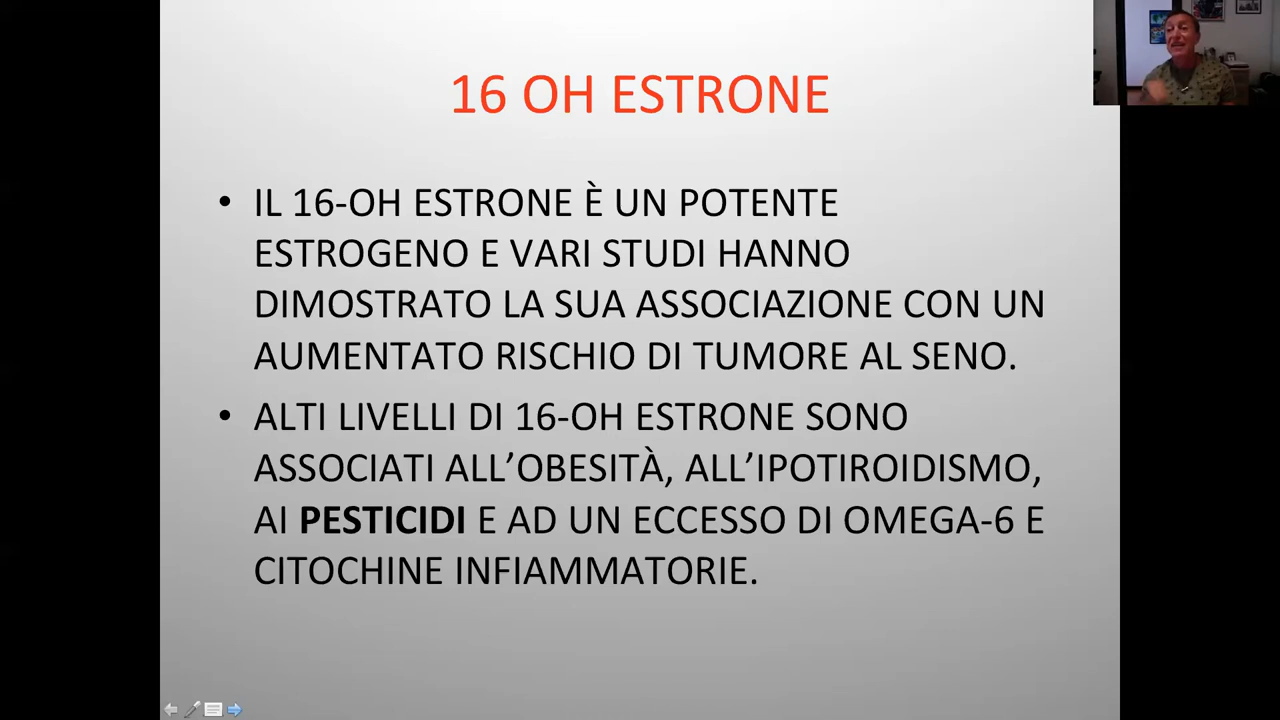 16 OH ESTRONE
• IL 16-OH ESTRONE È UN POTENTE
ESTROGENO E VARI STUDI HANNO
DIMOSTRATO LA SUA ASSOCIAZIONE CON UN
AUMENTATO RISCHIO DI TUMORE AL SENO.
• ALTI LIVELLI DI 16-OH ESTRONE SONO
ASSOCIATI ALL’OBESITÀ, ALL’IPOTIROIDISMO,
AI PESTICIDI E AD UN ECCESSO DI OMEGA-6 E
CITOCHINE INFIAMMATORIE.